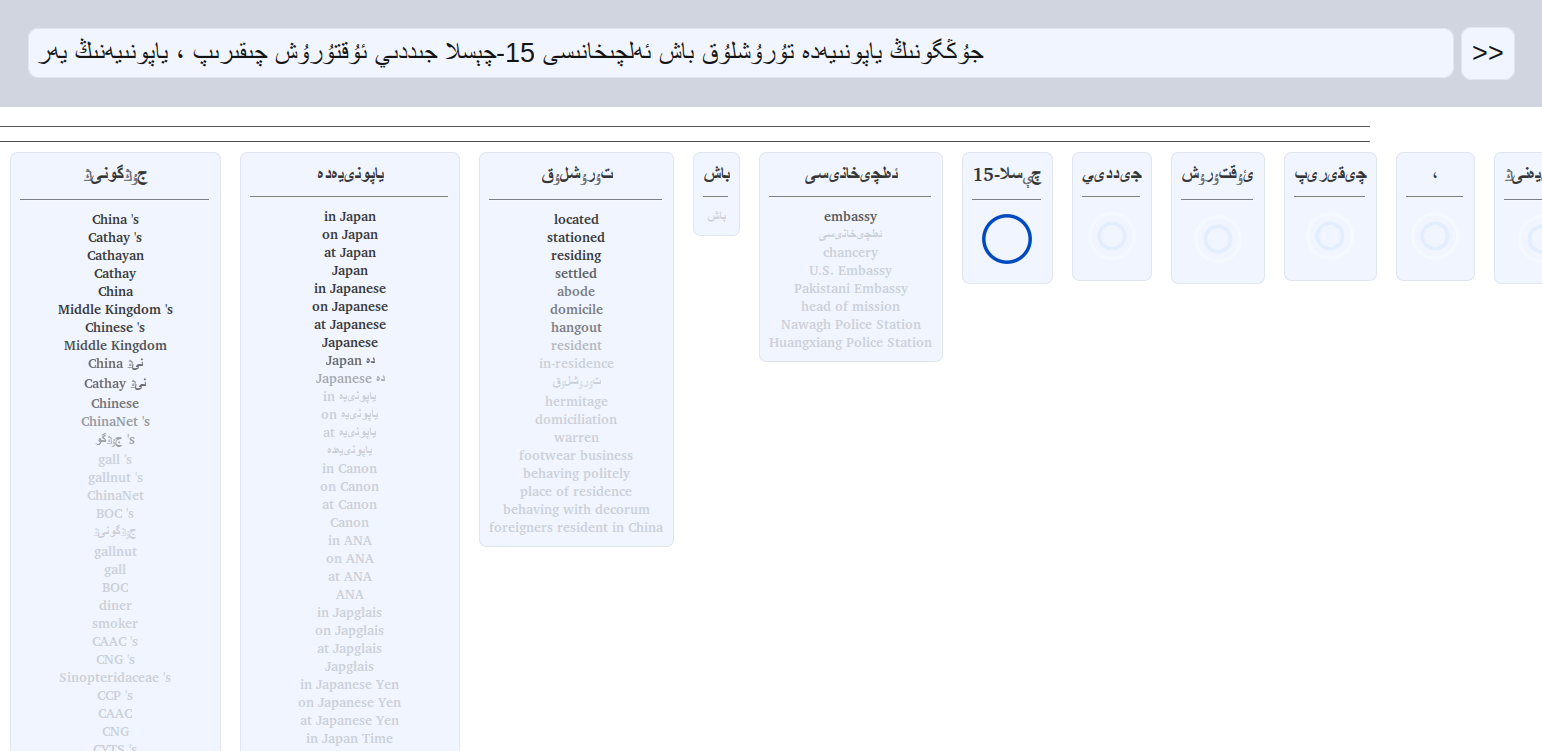 جۇڭگونىڭ ياپونىيەدە تۇرۇشلۇق باش ئەلچىخانىسى 15-چېسلا جىددىي ئۇقتۇرۇش چىقىرىپ ، ياپونىيەنىڭ يەر
>>
جۇڭگونىڭ
China 's
Cathay 's
Cathayan
Cathay
China
Middle Kingdom 's
Chinese 's
Middle Kingdom
China نىڭ
Cathay نىڭ
Chinese
ChinaNet 's
جۇڭگو 's
gall 's
gallnut 's
ChinaNet
BOC 's
جۇڭگونىڭ
gallnut
gall
BOC
diner
smoker
CAAC 's
CNG 's
Sinopteridaceae 's
CCP 's
CAAC
CNG
CYTS 's
ياپونىيەدە
in Japan
on Japan
at Japan
Japan
in Japanese
on Japanese
at Japanese
Japanese
Japan دە
Japanese دە
in ياپونىيە
on ياپونىيە
at ياپونىيە
ياپونىيەدە
in Canon
on Canon
at Canon
Canon
in ANA
on ANA
at ANA
ANA
in Japglais
on Japglais
at Japglais
Japglais
in Japanese Yen
on Japanese Yen
at Japanese Yen
in Japan Time
تۇرۇشلۇق
located
stationed
residing
settled
abode
domicile
hangout
resident
in-residence
تۇرۇشلۇق
hermitage
domiciliation
warren
footwear business
behaving politely
place of residence
behaving with decorum
foreigners resident in China
باش
باش
ئەلچىخانىسى
embassy
ئەلچىخانىسى
chancery
U.S. Embassy
Pakistani Embassy
head of mission
Nawagh Police Station
Huangxiang Police Station
15-چېسلا
جىددىي
ئۇقتۇرۇش
چىقىرىپ
،